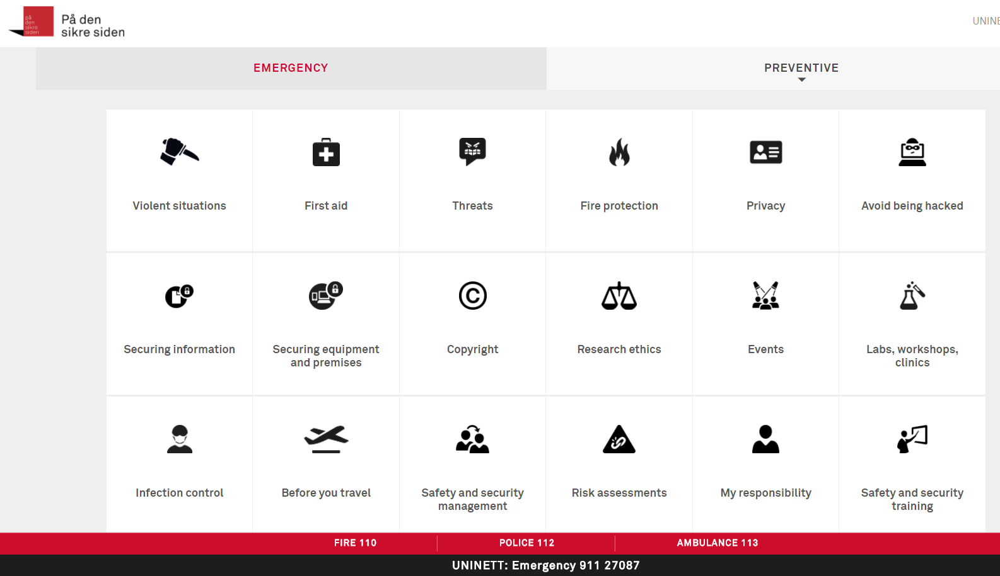 på
den
sikre
siden
På den
sikre siden
UNINE
EMERGENCY
PREVENTIVE
Violent situations
First aid
Threats
Fire protection
Privacy
Avoid being hacked
Securing information
Securing equipment
and premises
Copyright
Research ethics
Events
Labs, workshops,
clinics
Infection control
Before you travel
Safety and security
management
Risk assessments
My responsibility
Safety and security
training
FIRE 110
POLICE 112
AMBULANCE 113
UNINETT: Emergency 911 27087